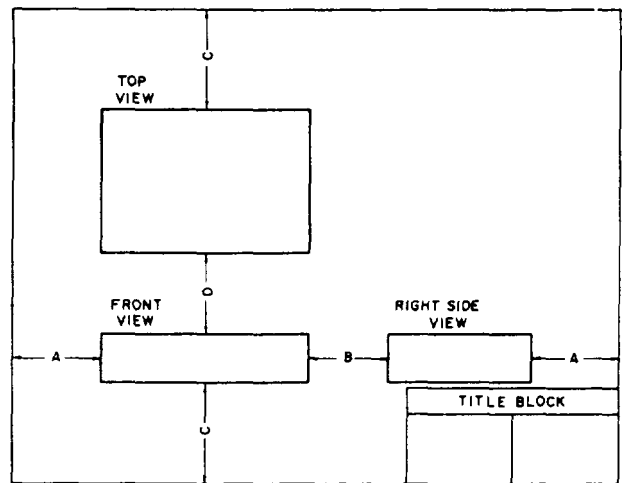 C
TOP
VIEW
D
FRONT
VIEW
RIGHT SIDE
VIEW
A
B
A
TITLE BLOCK
C